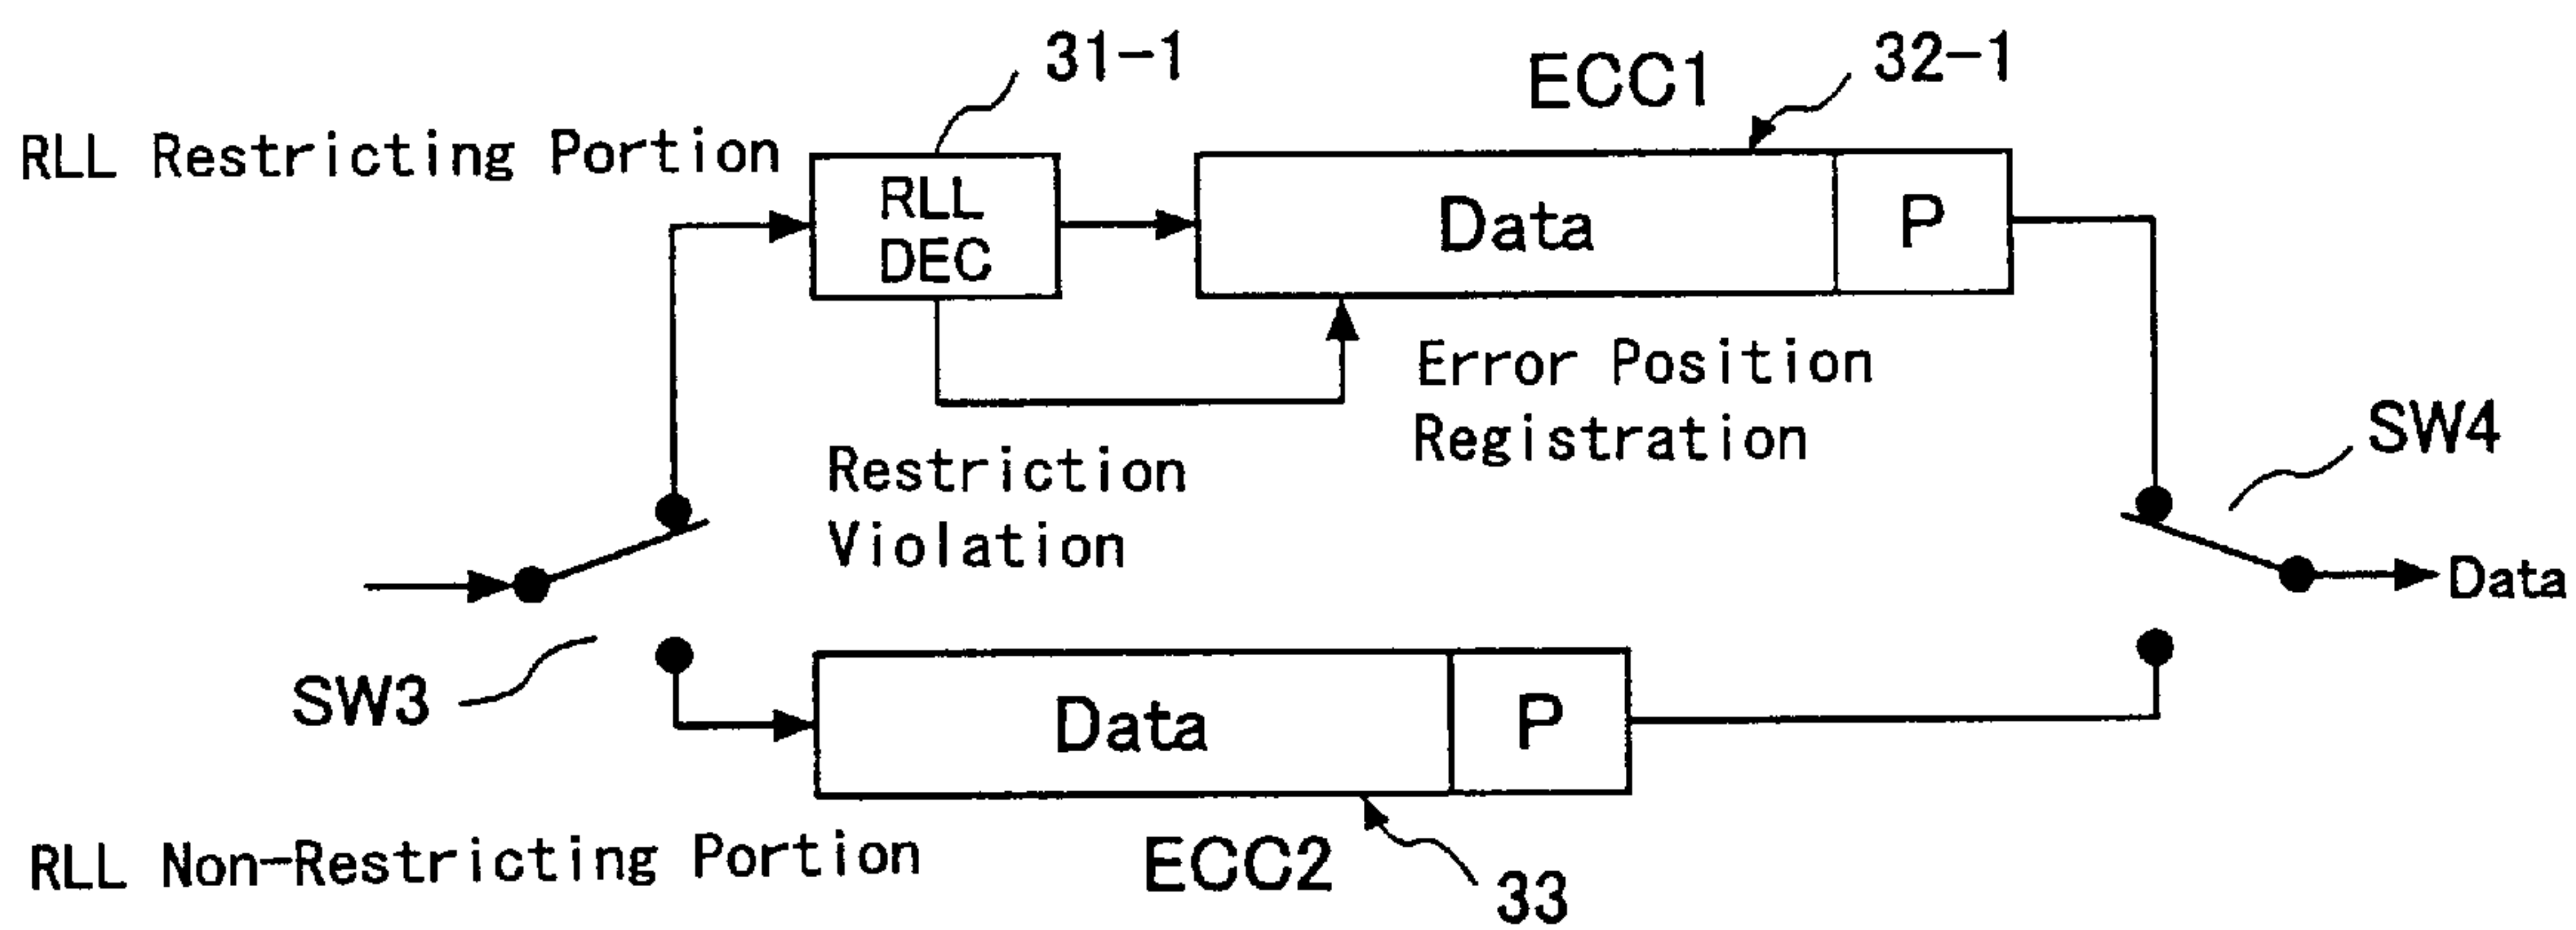 31-1
ECC1
32-1
RLL Restricting Portion
RLL
DEC
Data
P
Error Position
Registration
Restriction
Violation
SW4
Data
SW3
Data
P
RLL Non-Restricting Portion
ECC2
33